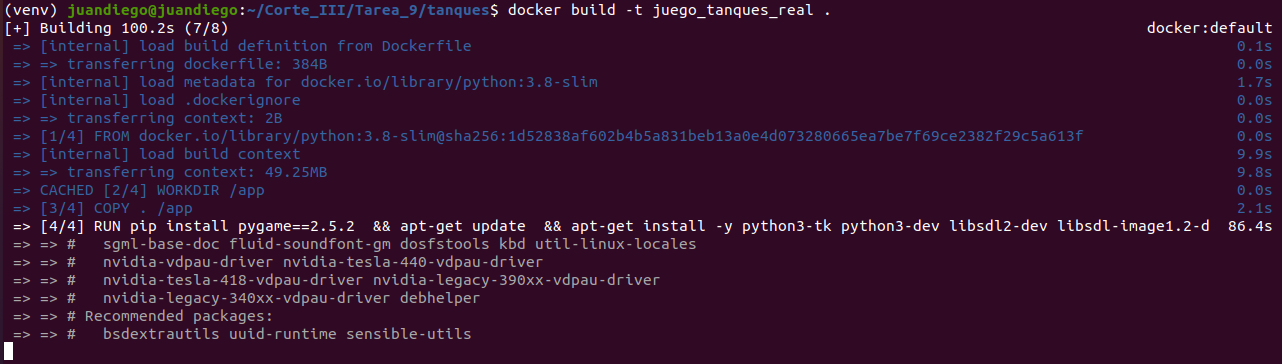 (venv) juandiego@juandiego:~/Corte_III/Tarea_9/tanques$ docker build -t juego_tanques_real .
[+] Building 100.2s (7/8) docker:default
=> [internal] load build definition from Dockerfile 0.1s
=> => transferring dockerfile: 384B 0.0s
=> [internal] load metadata for docker.io/library/python:3.8-slim 1.7s
=> [internal] load .dockerignore 0.0s
=> => transferring context: 2B 0.0s
=> [1/4] FROM docker.io/library/python:3.8-slim@sha256:1d52838af602b4b5a831beb13a0e4d073280665ea7be7f69ce2382f29c5a613f 0.0s
=> [internal] load build context 9.9s
=> => transferring context: 49.25MB 9.8s
=> CACHED [2/4] WORKDIR /app 0.0s
=> [3/4] COPY . /app 2.1s
=> [4/4] RUN pip install pygame==2.5.2 && apt-get update && apt-get install -y python3-tk python3-dev libsdl2-dev libsdl-image1.2-d 86.4s
=> => # sgml-base-doc fluid-soundfont-gm dosfstools kbd util-linux-locales
=> => # nvidia-vdpau-driver nvidia-tesla-440-vdpau-driver
=> => # nvidia-tesla-418-vdpau-driver nvidia-legacy-390xx-vdpau-driver
=> => # nvidia-legacy-340xx-vdpau-driver debhelper
=> => # Recommended packages:
=> => # bsdextrautils uuid-runtime sensible-utils